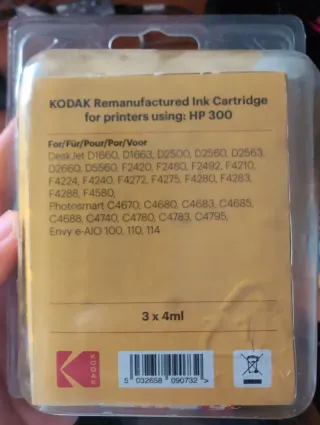 KODAK Remanufactured Ink Cartridge
for printers using: HP 300
For/Für/Pour/Por/Voor
DeskJet D1660, D1663, D2500, D2560, D2563,
D2660, D5560, F2420, F2480, F2492, F4210,
F4224, F4240, F4272, F4275, F4280, F4283,
F4288, F4580,
Photosmart C4670, C4680, C4683, C4685,
C4688, C4740, C4780, C4783, C4795,
Envy e-AIO 100, 110, 114
3 x 4ml
KODAK
5 032658 090732 >